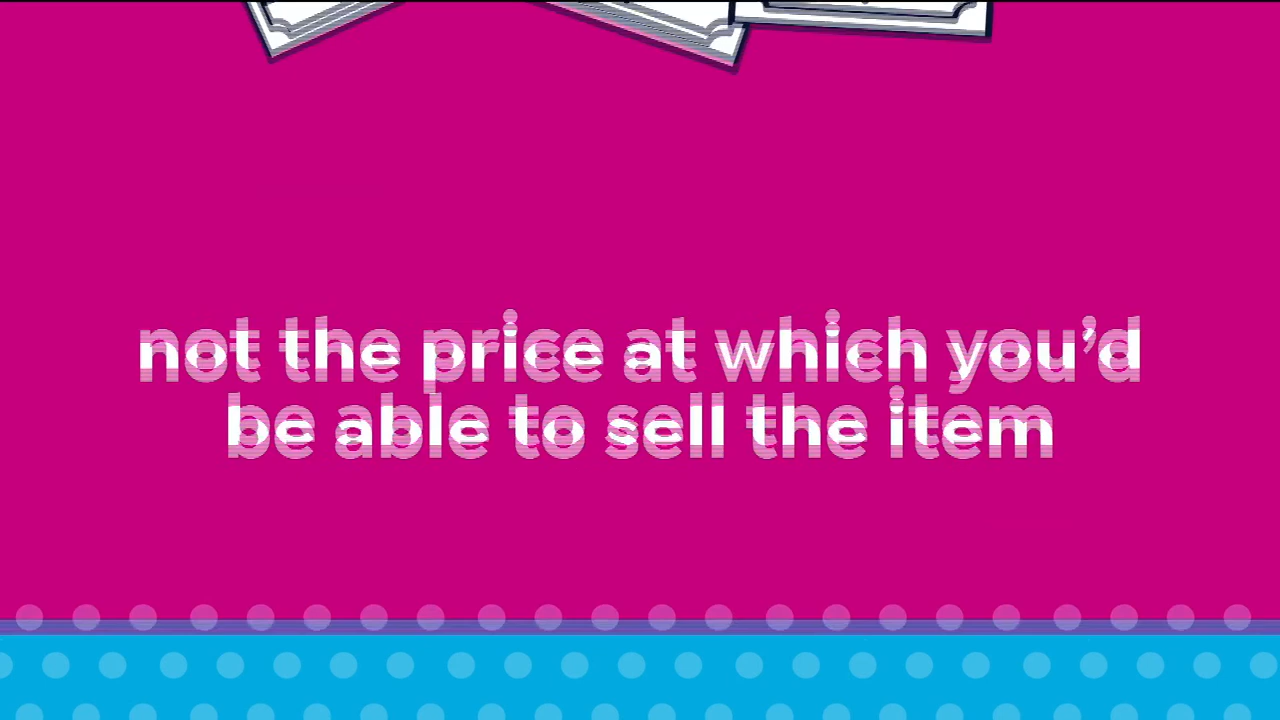 not the price at which you’d
be able to sell the item